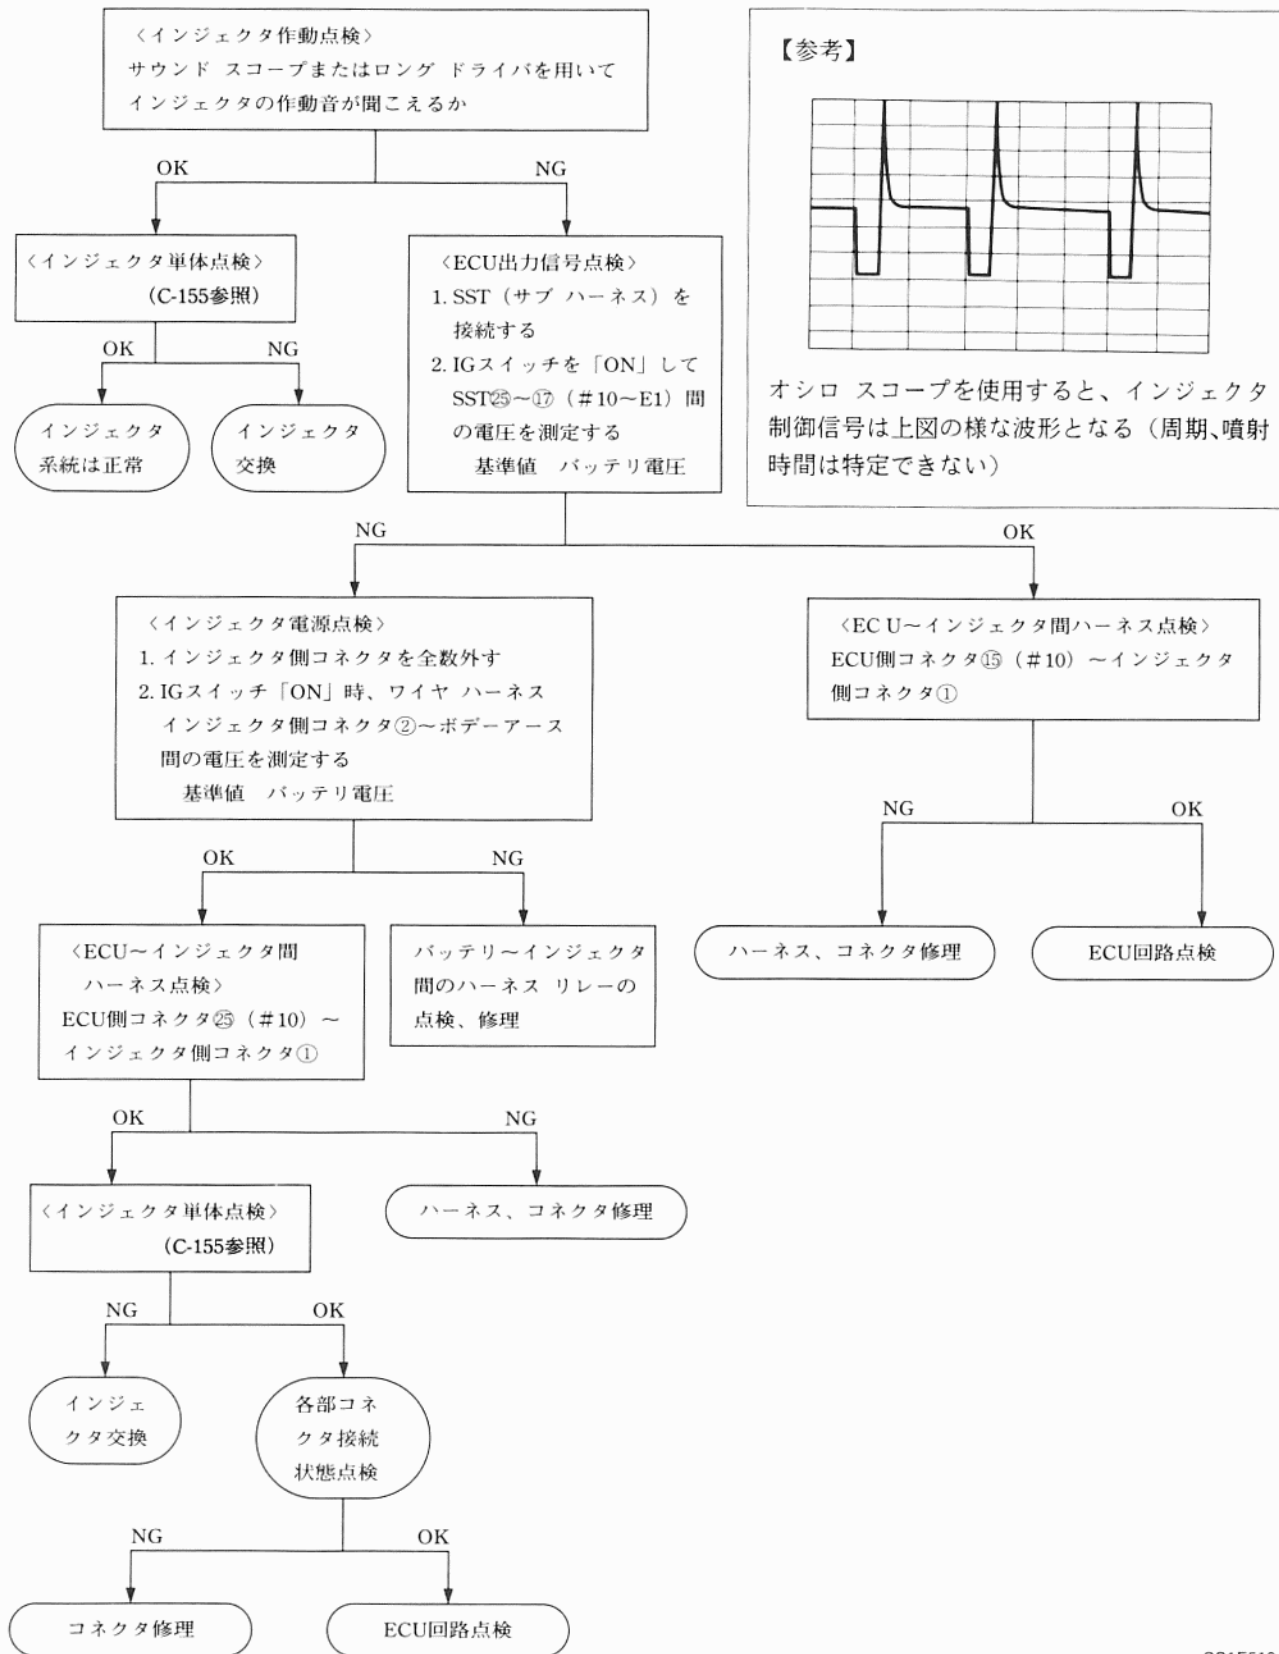 〈インジェクタ作動点検〉
サウンド スコープまたはロング ドライバを用いて
インジェクタの作動音が聞こえるか
【参考】
オシロ スコープを使用すると、インジェクタ
制御信号は上図の様な波形となる（周期、噴射
時間は特定できない）
OK
NG
〈インジェクタ単体点検〉
（C-155参照）
OK
NG
インジェクタ
系統は正常
インジェクタ
交換
〈ECU出力信号点検〉
1. SST（サブ ハーネス）を
接続する
2. IGスイッチを「ON」して
SST㉕～⑰（＃10～E1）間
の電圧を測定する
基準値　バッテリ電圧
NG
OK
〈インジェクタ電源点検〉
1. インジェクタ側コネクタを全数外す
2. IGスイッチ「ON」時、ワイヤ ハーネス
インジェクタ側コネクタ②～ボデーアース
間の電圧を測定する
基準値　バッテリ電圧
〈EC U～インジェクタ間ハーネス点検〉
ECU側コネクタ⑮（＃10）～インジェクタ
側コネクタ①
NG
OK
ハーネス、コネクタ修理
ECU回路点検
OK
NG
〈ECU～インジェクタ間
ハーネス点検〉
ECU側コネクタ㉕（＃10）～
インジェクタ側コネクタ①
バッテリ～インジェクタ
間のハーネス リレーの
点検、修理
OK
NG
〈インジェクタ単体点検〉
（C-155参照）
ハーネス、コネクタ修理
NG
OK
インジェ
クタ交換
各部コネ
クタ接続
状態点検
NG
OK
コネクタ修理
ECU回路点検